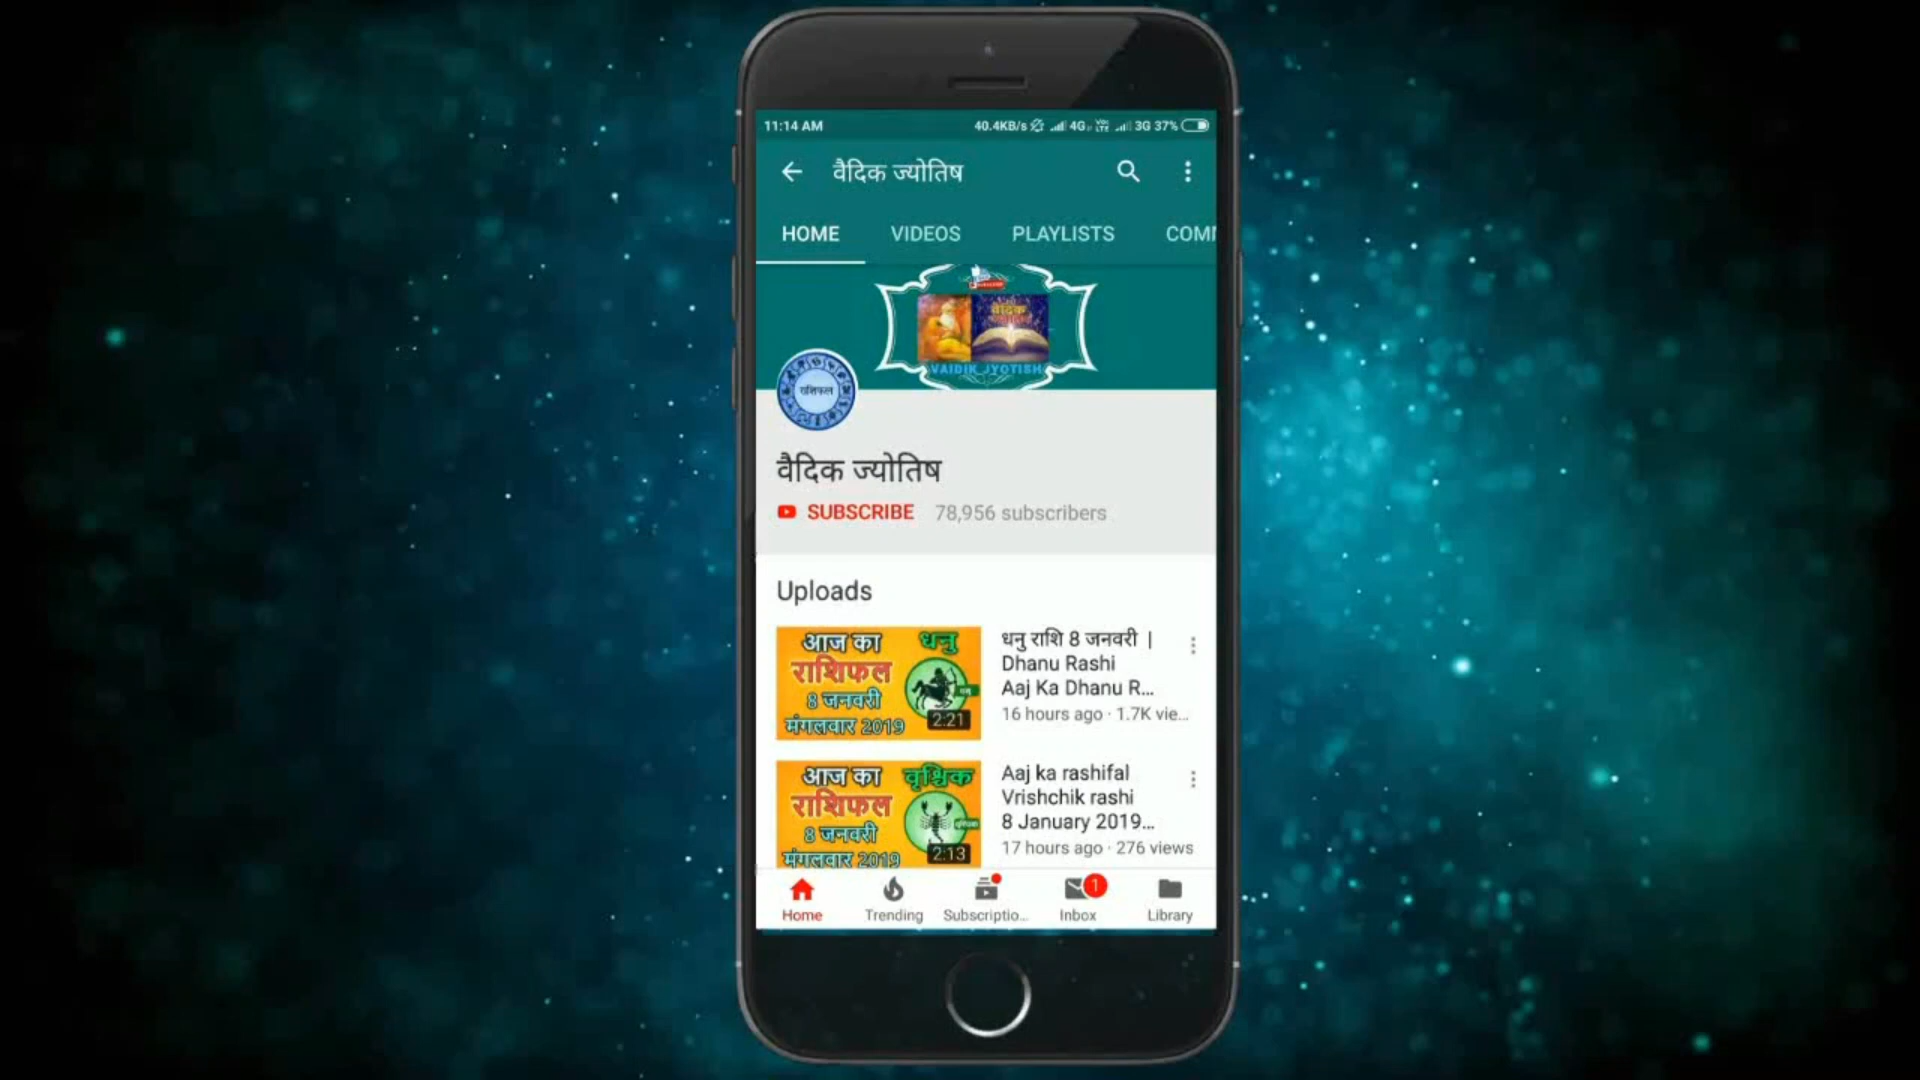 11:14 AM
40.4KB/s 4G 3G 37%
वैदिक ज्योतिष
HOME VIDEOS PLAYLISTS COM
वैदिक
VAIDIK JYOTISH
राशिफल
वैदिक ज्योतिष
SUBSCRIBE 78,956 subscribers
Uploads
आज का धनु
राशिफल
8 जनवरी
मंगलवार 2019
2:21
धनु राशि 8 जनवरी |
Dhanu Rashi
Aaj Ka Dhanu R...
16 hours ago · 1.7K vie...
आज का वृश्चिक
राशिफल
8 जनवरी
मंगलवार 2019
2:13
Aaj ka rashifal
Vrishchik rashi
8 January 2019...
17 hours ago · 276 views
1
Home Trending Subscriptio... Inbox Library